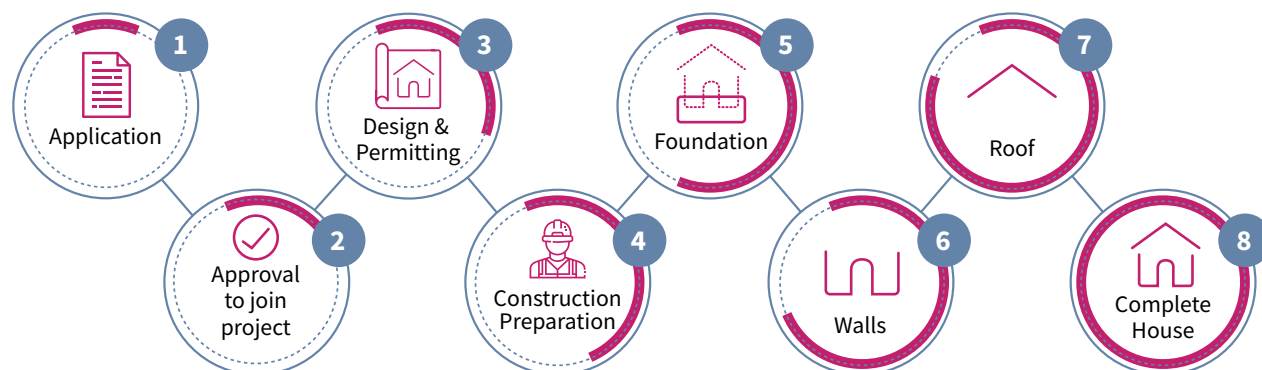 1
Application
2
Approval
to join
project
3
Design &
Permitting
4
Construction
Preparation
5
Foundation
6
Walls
7
Roof
8
Complete
House